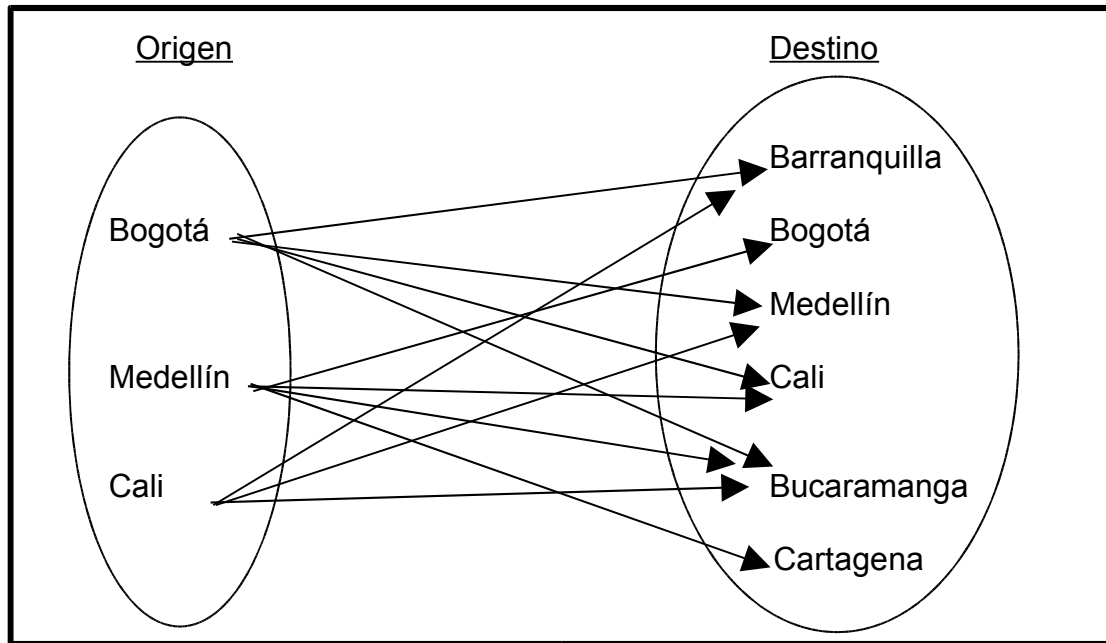 Origen
Destino
Bogotá
Medellín
Cali
Barranquilla
Bogotá
Medellín
Cali
Bucaramanga
Cartagena